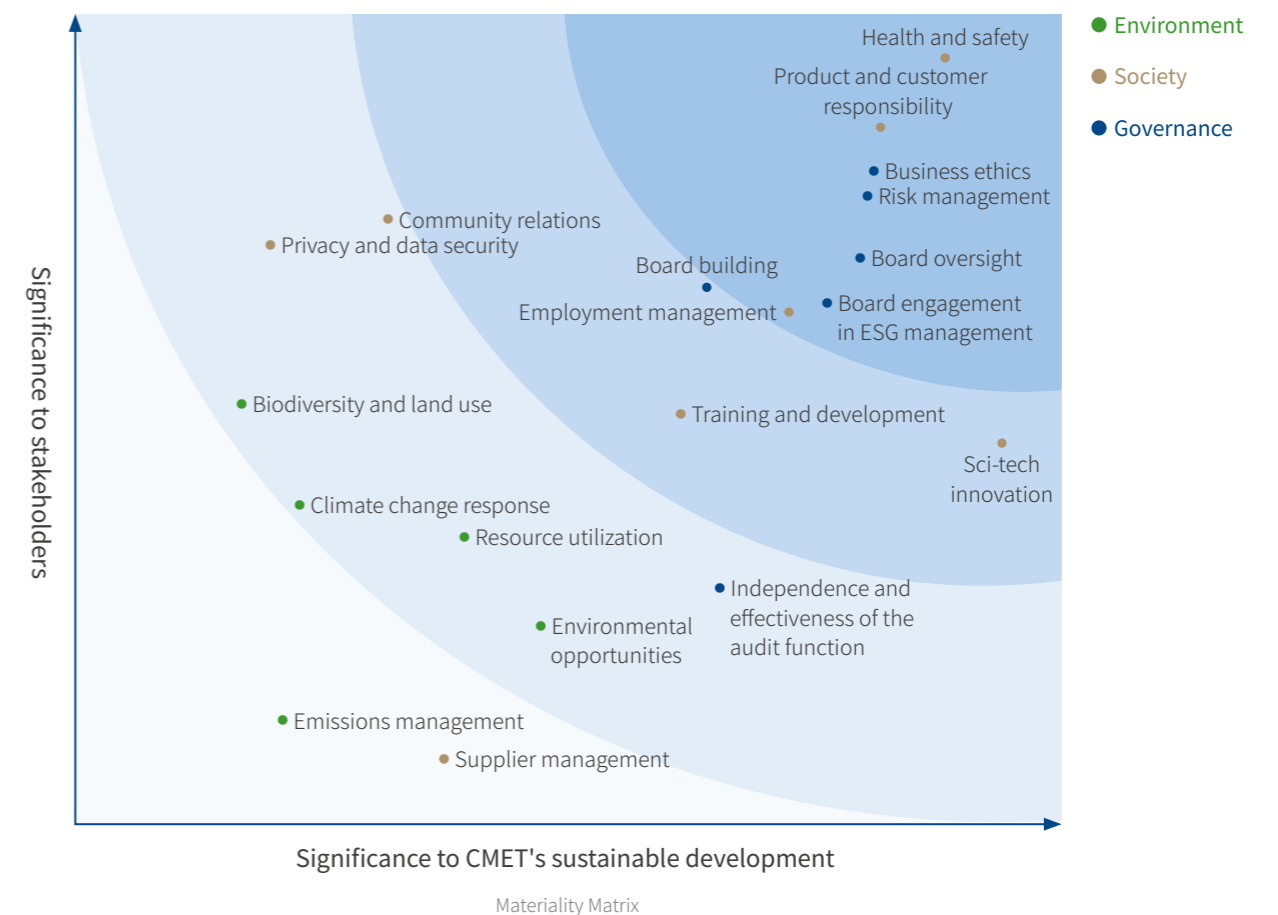 Environment
Society
Governance
Health and safety
Product and customer
responsibility
Business ethics
Risk management
Community relations
Privacy and data security
Board oversight
Board building
Board engagement
in ESG management
Employment management
Biodiversity and land use
Training and development
Sci-tech
innovation
Climate change response
Resource utilization
Independence and
effectiveness of the
audit function
Environmental
opportunities
Emissions management
Supplier management
Significance to stakeholders
Significance to CMET's sustainable development
Materiality Matrix